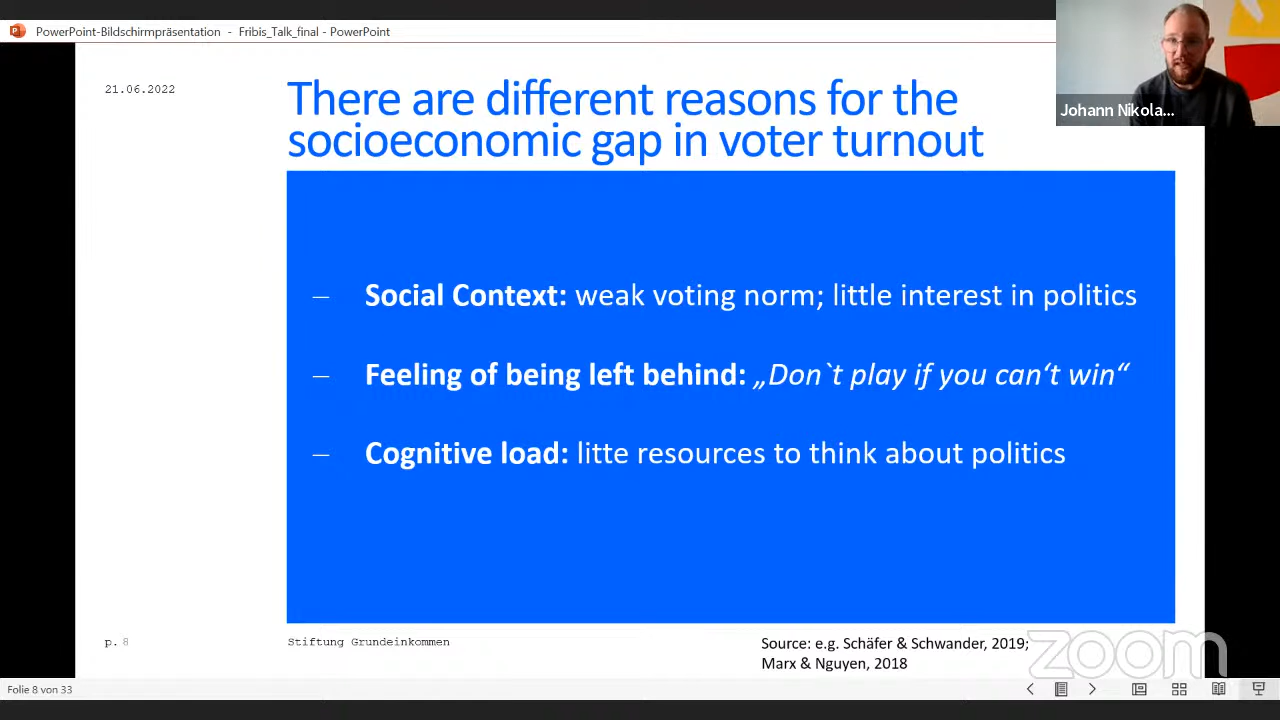 PowerPoint-Bildschirmpräsentation - Fribis_Talk_final - PowerPoint
Johann Nikola...
21.06.2022
There are different reasons for the
socioeconomic gap in voter turnout
– Social Context: weak voting norm; little interest in politics
– Feeling of being left behind: „Don`t play if you can‘t win“
– Cognitive load: litte resources to think about politics
p. 8
Stiftung Grundeinkommen
Source: e.g. Schäfer & Schwander, 2019;
Marx & Nguyen, 2018
zoom
Folie 8 von 33